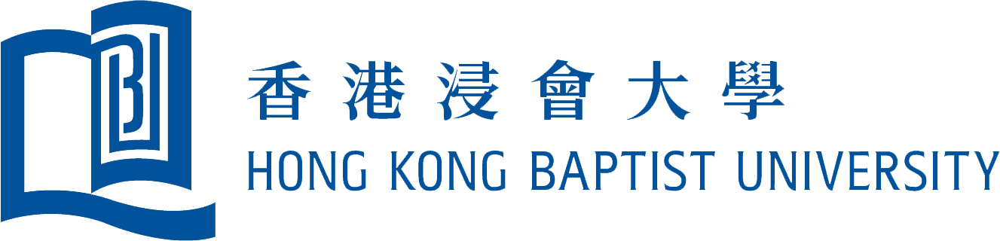 香港浸會大學
HONG KONG BAPTIST UNIVERSITY